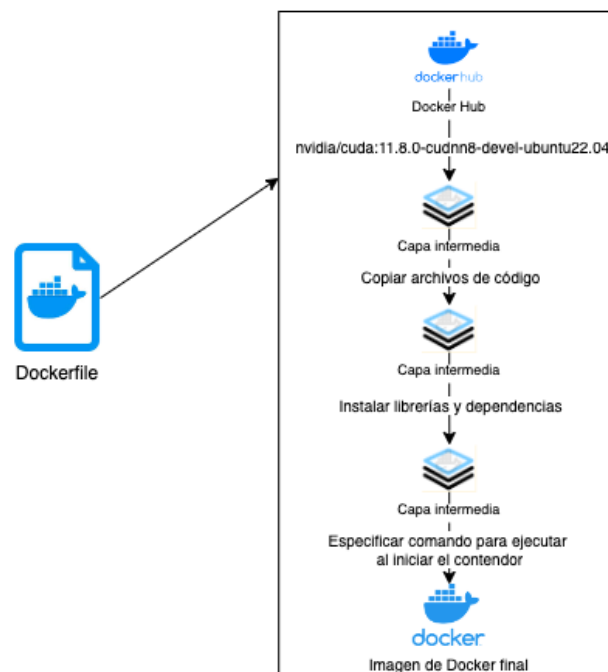 dockerhub
Docker Hub
nvidia/cuda:11.8.0-cudnn8-devel-ubuntu22.04
Capa intermedia
Copiar archivos de código
Capa intermedia
Instalar librerías y dependencias
Capa intermedia
Especificar comando para ejecutar
al iniciar el contendor
docker
Imagen de Docker final
Dockerfile